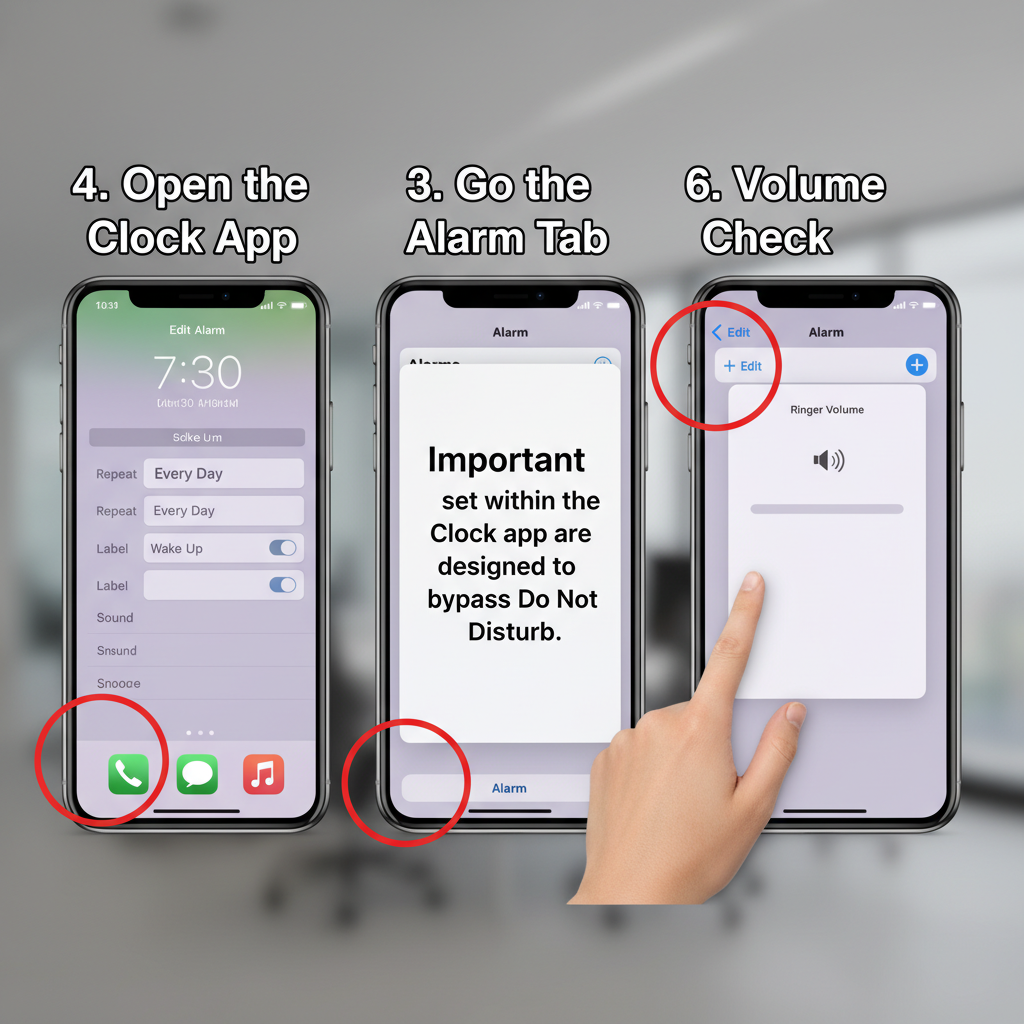 4. Open the
Clock App
3. Go the
Alarm Tab
6. Volume
Check
10:31
Edit Alarm
7:30
Solke Um
Repeat Every Day
Repeat Every Day
Label Wake Up
Label
Sound
Snsund
Snooze
Alarm
Alarms
Important
set within the
Clock app are
designed to
bypass Do Not
Disturb.
Alarm
Edit Alarm
+ Edit
Ringer Volume